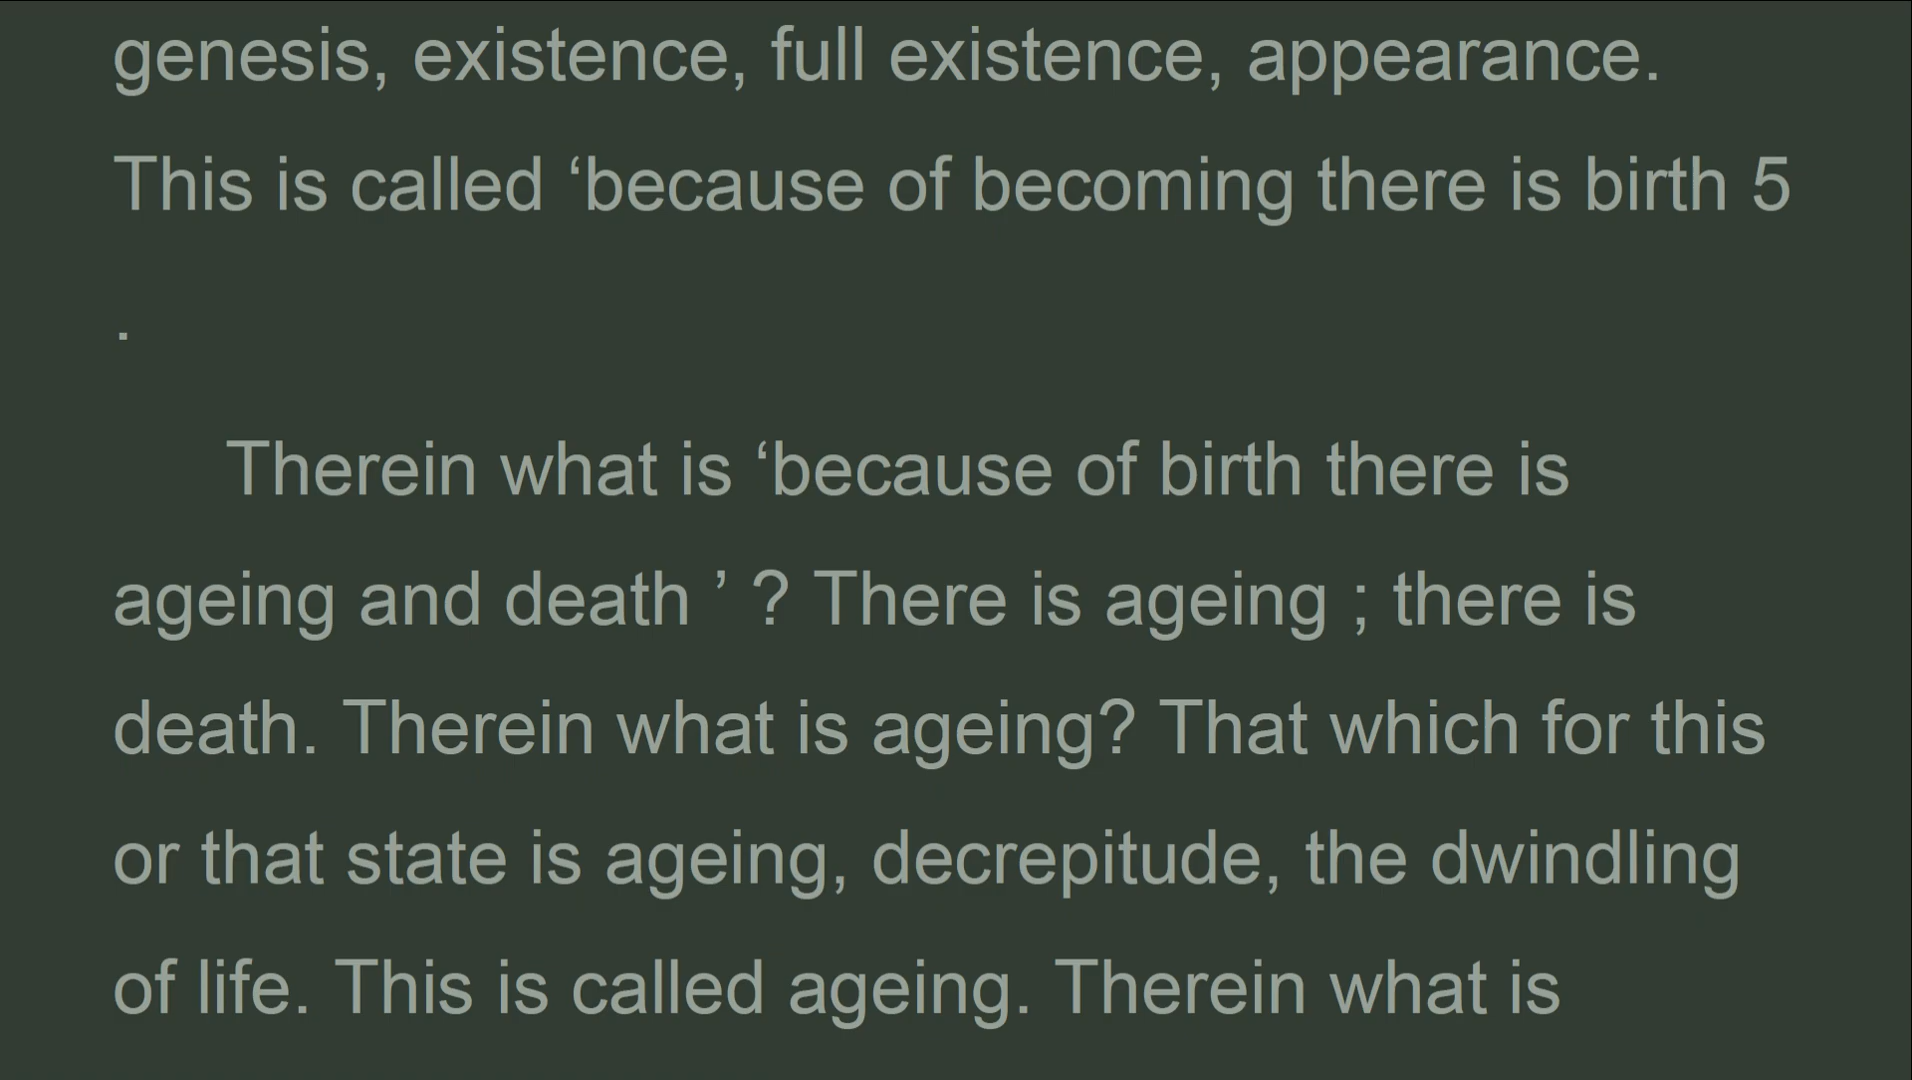 genesis, existence, full existence, appearance.
This is called ‘because of becoming there is birth 5
.
Therein what is ‘because of birth there is
ageing and death ’ ? There is ageing ; there is
death. Therein what is ageing? That which for this
or that state is ageing, decrepitude, the dwindling
of life. This is called ageing. Therein what is